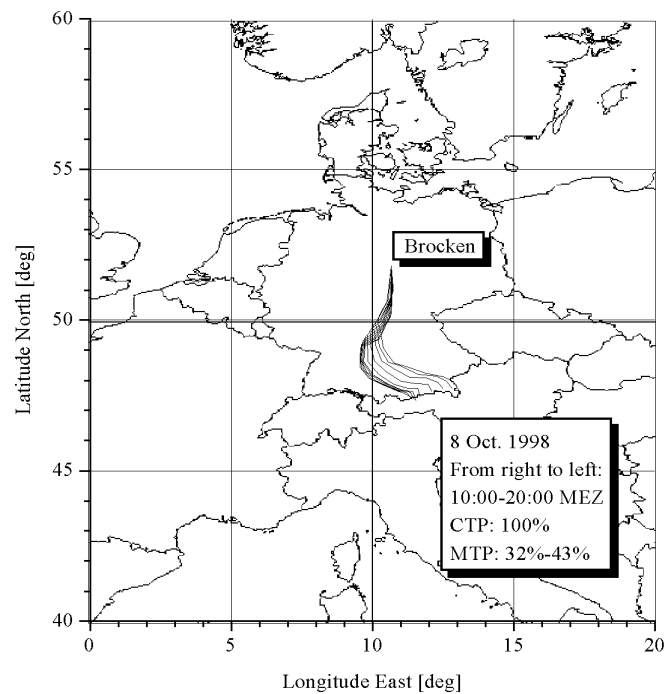 60
55
50
45
40
Latitude North [deg]
Brocken
8 Oct. 1998
From right to left:
10:00-20:00 MEZ
CTP: 100%
MTP: 32%-43%
0
5
10
15
20
Longitude East [deg]